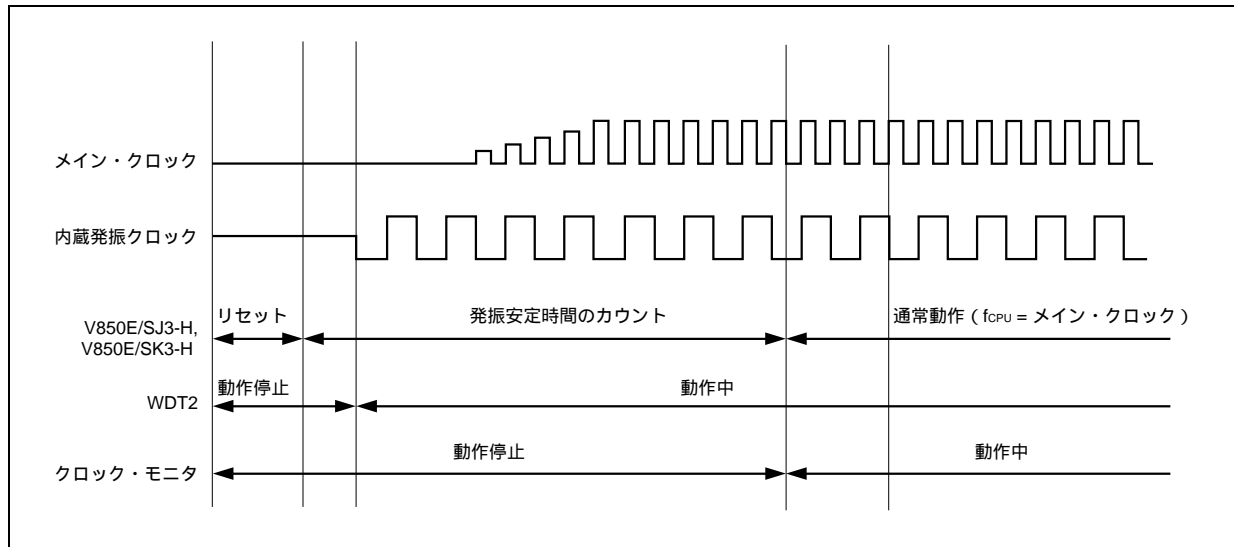 メイン・クロック
内蔵発振クロック
V850E/SJ3-H,
V850E/SK3-H
リセット
発振安定時間のカウント
通常動作（fCPU = メイン・クロック）
WDT2
動作停止
動作中
クロック・モニタ
動作停止
動作中